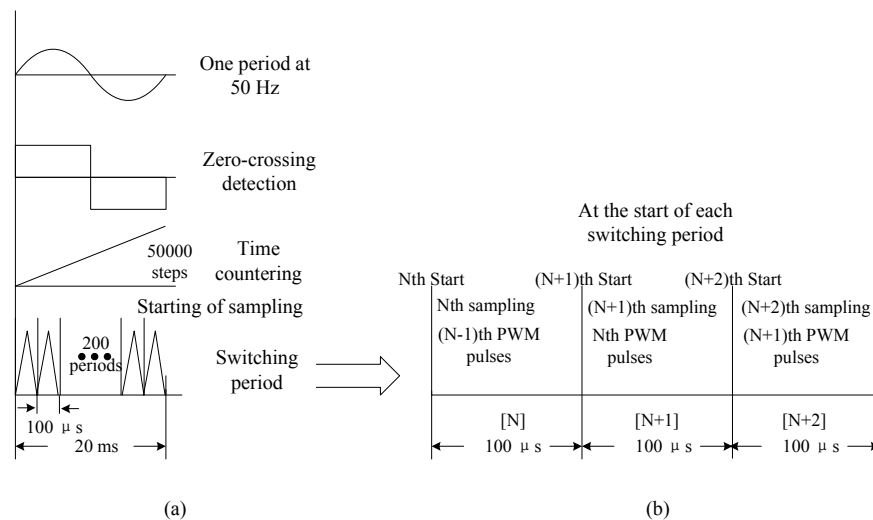 One period at
50 Hz
Zero-crossing
detection
50000
steps
Time
countering
Starting of sampling
200
periods
Switching
period
100 μ s
20 ms
(a)
At the start of each
switching period
Nth Start
(N+1)th Start
(N+2)th Start
Nth sampling
(N-1)th PWM
pulses
(N+1)th sampling
Nth PWM
pulses
(N+2)th sampling
(N+1)th PWM
pulses
[N]
[N+1]
[N+2]
100 μ s
100 μ s
100 μ s
(b)